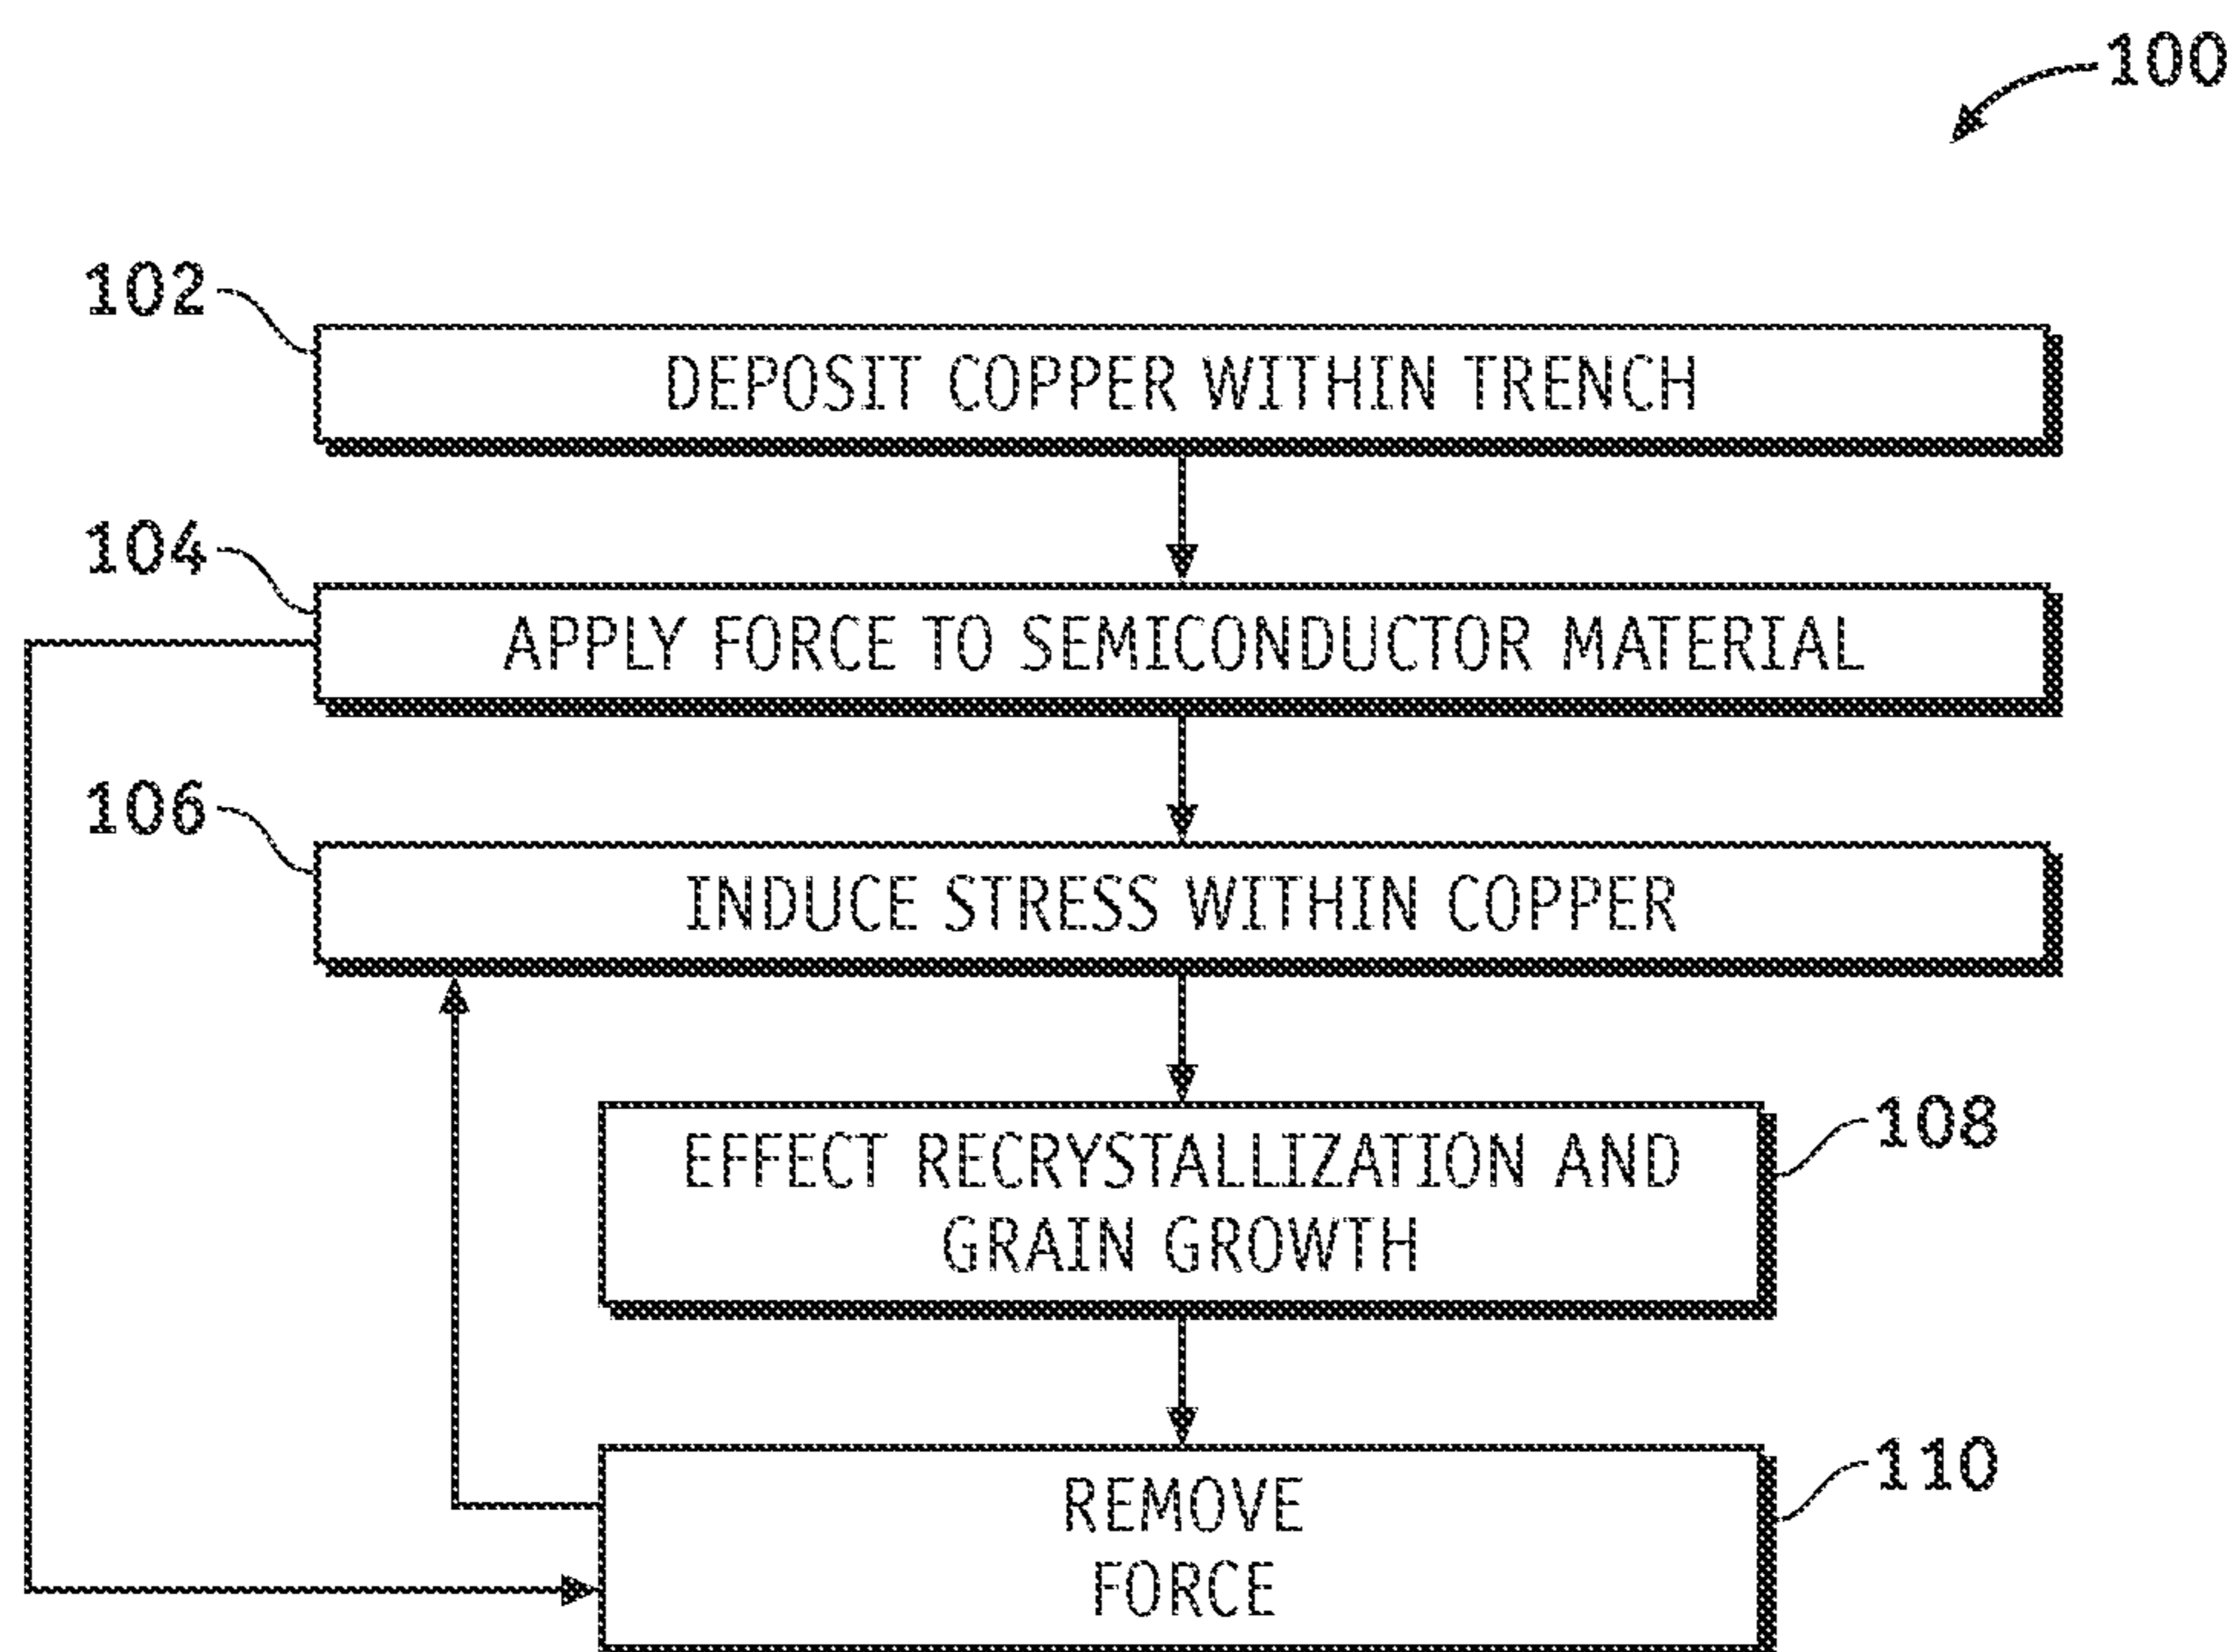 100
102
DEPOSIT COPPER WITHIN TRENCH
104
APPLY FORCE TO SEMICONDUCTOR MATERIAL
106
INDUCE STRESS WITHIN COPPER
108
EFFECT RECRYSTALLIZATION AND
GRAIN GROWTH
110
REMOVE
FORCE